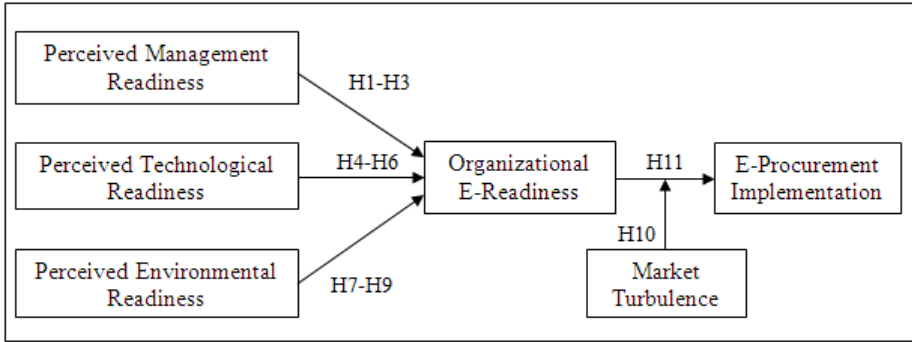 Perceived Management
Readiness
H1-H3
Perceived Technological
Readiness
H4-H6
Organizational
E-Readiness
H11
E-Procurement
Implementation
Perceived Environmental
Readiness
H7-H9
H10
Market
Turbulence